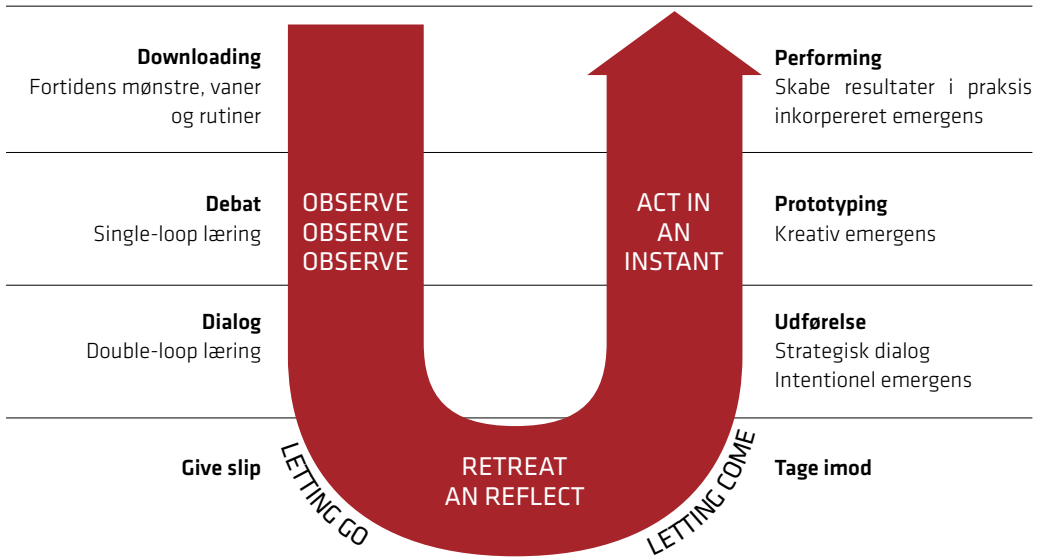 Downloading
Fortidens mønstre, vaner
og rutiner
Performing
Skabe resultater i praksis
inkorpereret emergens
Debat
Single-loop læring
OBSERVE
OBSERVE
OBSERVE
ACT IN
AN
INSTANT
Prototyping
Kreativ emergens
Dialog
Double-loop læring
Udførelse
Strategisk dialog
Intentionel emergens
Give slip
LETTING GO
RETREAT
AN REFLECT
LETTING COME
Tage imod